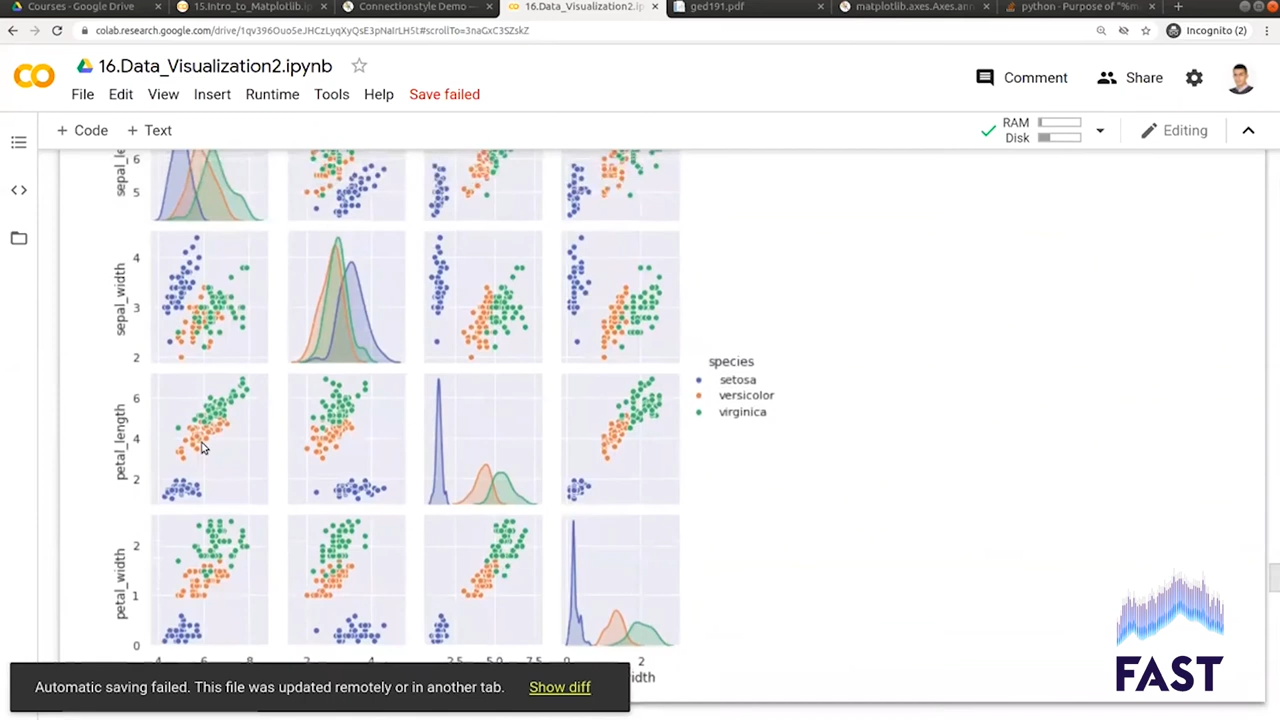 Courses - Google Drive
15.Intro_to_Matplotlib.ip
Connectionstyle Demo —
16.Data_Visualization2.ip
ged191.pdf
matplotlib.axes.Axes.ann
python - Purpose of "%m
colab.research.google.com/drive/1qv396Ouo5eJHCzLyqXyQsE3pNaIrLH5t#scrollTo=3naGxC3SZskZ
Incognito (2)
16.Data_Visualization2.ipynb
Comment
Share
File Edit View Insert Runtime Tools Help Save failed
+ Code + Text
RAM
Disk
Editing
sepal_le
6
5
sepal_width
4
3
2
petal_length
6
4
2
petal_width
2
1
0
species
setosa
versicolor
virginica
4 6 8 2 4 2.5 5.0 7.5 0 2
width
Automatic saving failed. This file was updated remotely or in another tab. Show diff
FAST